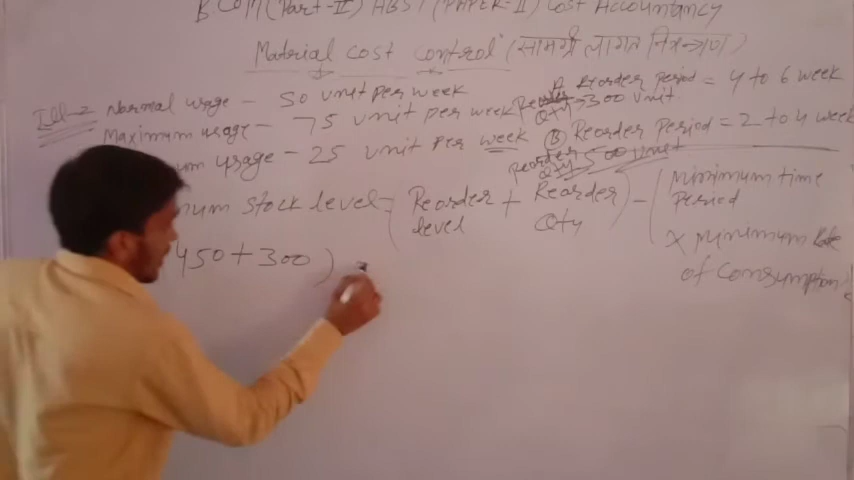 B COM (Part-II) ABST (PAPER-II) Cost Accountancy
Material cost control (सामग्री लागत नियंत्रण)
Ill-2 Normal usage - 50 unit per week
Maximum usage - 75 unit per week
um usage - 25 unit per week
A Reorder Period = 4 to 6 week
Reorder Qty = 300 unit
B Reorder Period = 2 to 4 week
Reorder Qty 500 unit
num Stock level = (Reorder level + Reorder Qty) - (Minimum time Period
x Minimum Rate
of Consumption)
450 + 300)